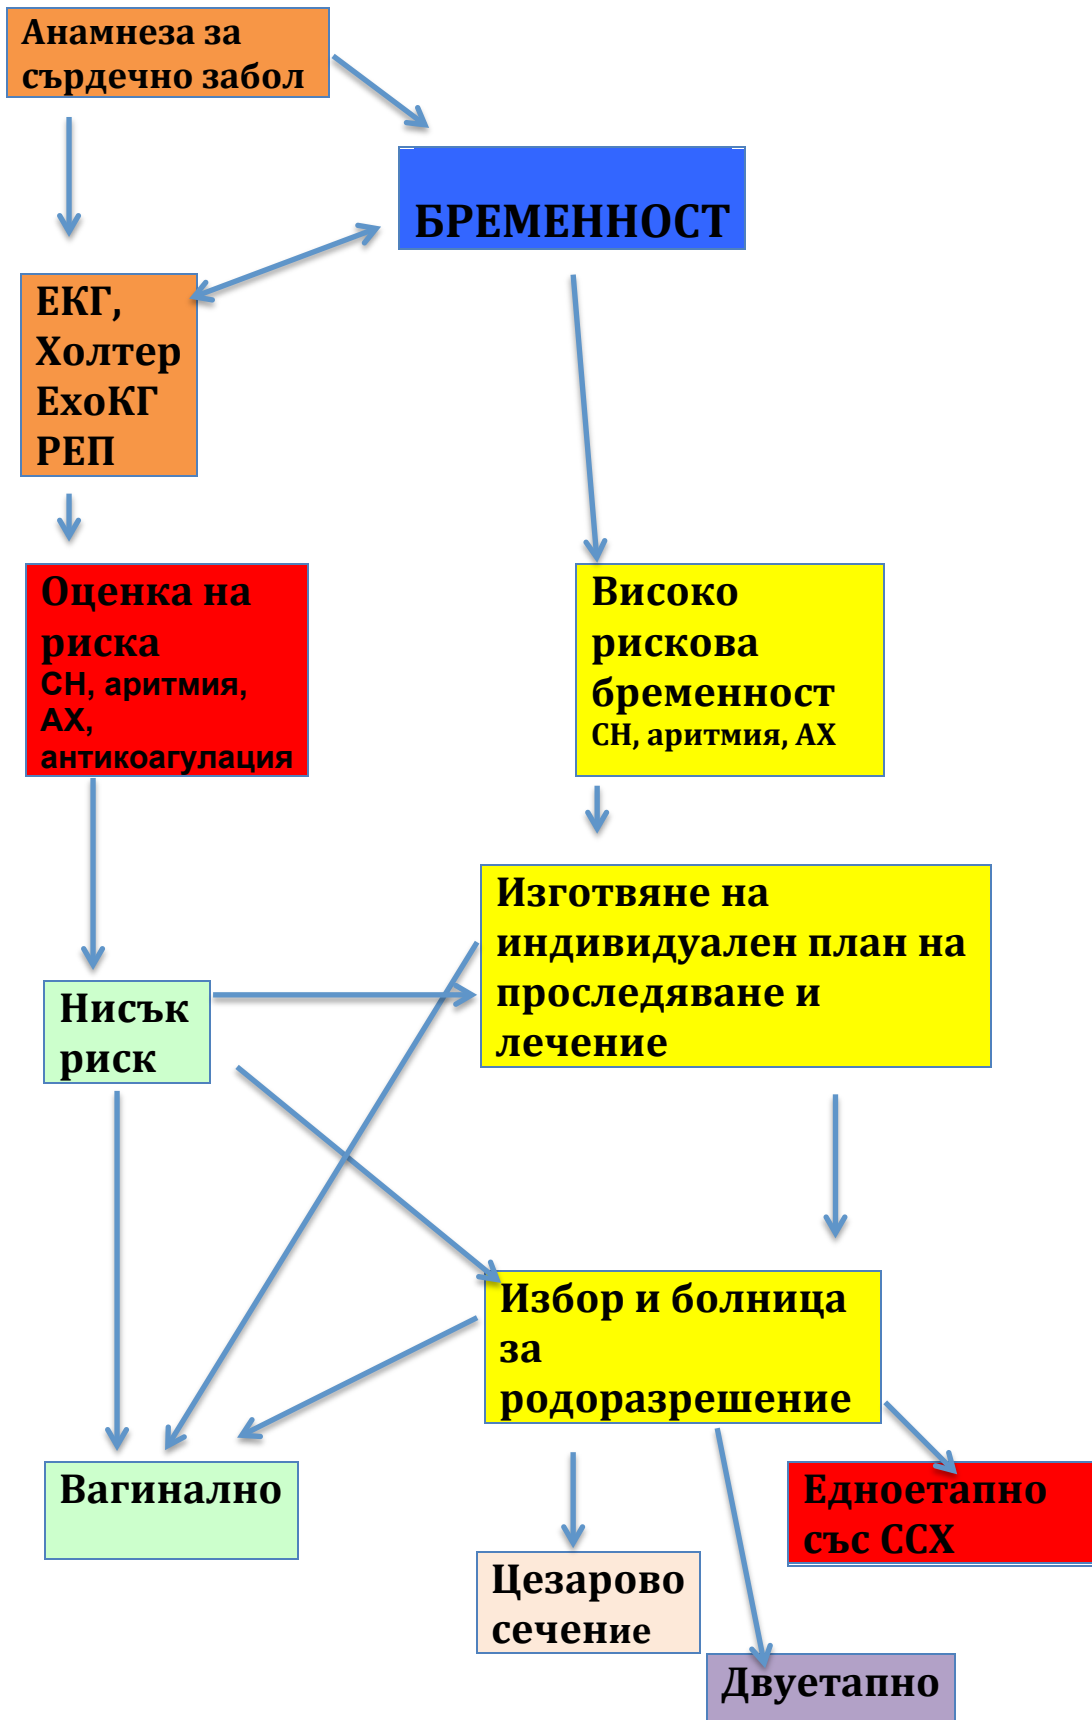 Анамнеза за
сърдечно забол
БРЕМЕННОСТ
ЕКГ,
Холтер
ЕхоКГ
РЕП
Оценка на
риска
СН, аритмия,
АХ,
антикоагулация
Високо
рискова
бременност
СН, аритмия, АХ
Изготвяне на
индивидуален план на
проследяване и
лечение
Нисък
риск
Избор и болница
за
родоразрешение
Вагинално
Едноетапно
със ССХ
Цезарово
сечение
Двуетапно